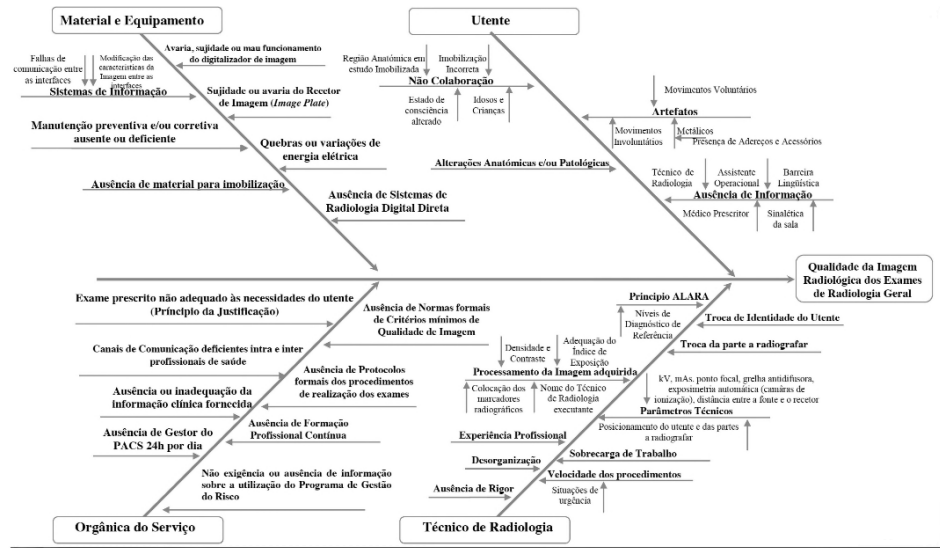 Material e Equipamento
Utente
Avaria, sujidade ou mau funcionamento
do digitalizador de imagem
Falhas de
comunicação entre
as interfaces
Modificação das
características da
Imagem entre as
interfaces
Sistemas de Informação
Sujidade ou avaria do Recetor
de Imagem (Image Plate)
Manutenção preventiva e/ou corretiva
ausente ou deficiente
Quebras ou variações de
energia elétrica
Ausência de material para imobilização
Ausência de Sistemas de
Radiologia Digital Direta
Região Anatómica em
estudo Imobilizada
Imobilização
Incorreta
Não Colaboração
Estado de
consciência
alterado
Idosos e
Crianças
Movimentos Voluntários
Artefatos
Movimentos
Involuntátios
Metálicos
Presença de Adereços e Acessórios
Alterações Anatómicas e/ou Patológicas
Técnico de
Radiologia
Assistente
Operacional
Barreira
Lingüística
Ausência de Informação
Médico Prescritor
Sinalética
da sala
Qualidade da Imagem
Radiológica dos Exames
de Radiologia Geral
Exame prescrito não adequado às necessidades do utente
(Princípio da Justificação)
Ausência de Normas formais
de Critérios mínimos de
Qualidade de Imagem
Canais de Comunicação deficientes intra e inter
profissionais de saúde
Ausência de Protocolos
formais dos procedimentos
de realização dos exames
Ausência ou inadequação da
informação clínica fornecida
Ausência de Gestor do
PACS 24h por dia
Ausência de Formação
Profissional Contínua
Não exigência ou ausência de informação
sobre a utilização do Programa de Gestão
do Risco
Orgânica do Serviço
Principio ALARA
Níveis de
Diagnóstico de
Referência
Troca de Identidade do Utente
Troca da parte a radiografar
Densidade e
Contraste
Adequação do
Índice de
Exposição
Processamento da Imagem adquirida
Colocação dos
marcadores
radiográficos
Nome do Técnico
de Radiologia
executante
kV, mAs, ponto focal, grelha antidifusora,
exposimetria automática (camâras de
ionização), distância entre a fonte e o recetor
Parâmetros Técnicos
Posicionamento do utente e das partes
a radiografar
Experiência Profissional
Sobrecarga de Trabalho
Desorganização
Velocidade dos procedimentos
Situações de
urgência
Ausência de Rigor
Técnico de Radiologia